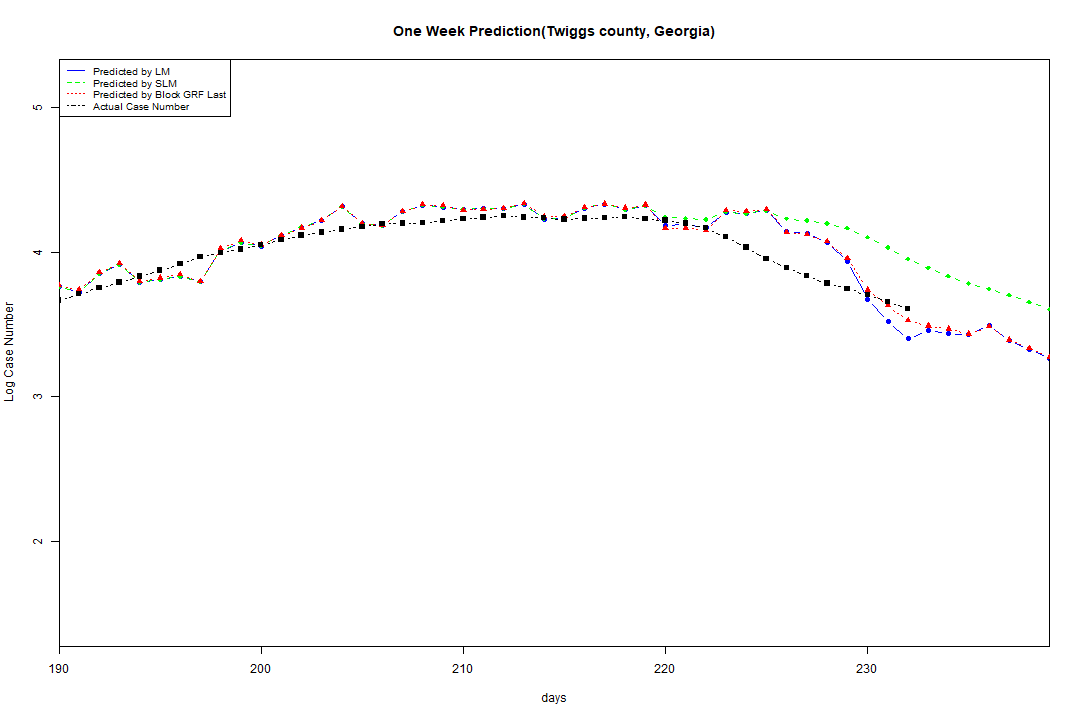 One Week Prediction(Twiggs county, Georgia)
Predicted by LM
Predicted by SLM
Predicted by Block GRF Last
Actual Case Number
5
4
3
2
Log Case Number
190 200 210 220 230
days